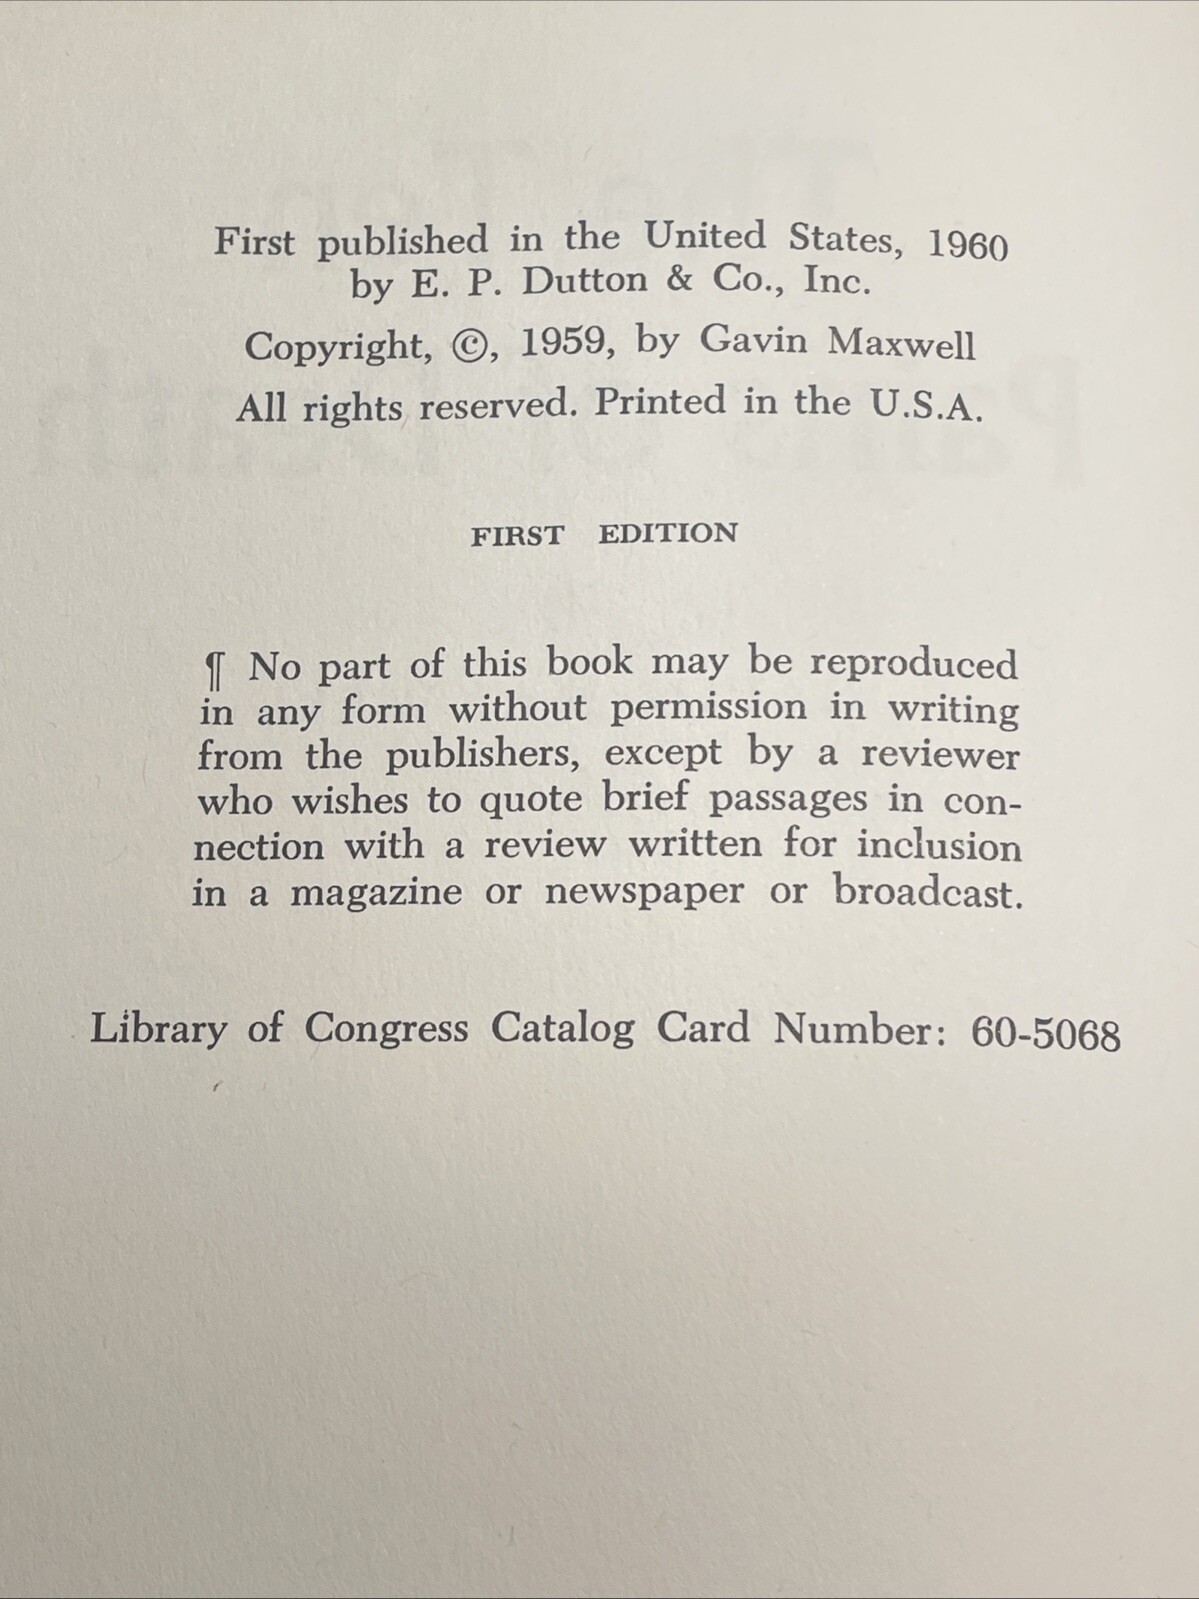 First published in the United States, 1960
by E. P. Dutton & Co., Inc.
Copyright, ©, 1959, by Gavin Maxwell
All rights reserved. Printed in the U.S.A.
FIRST EDITION
¶ No part of this book may be reproduced
in any form without permission in writing
from the publishers, except by a reviewer
who wishes to quote brief passages in con-
nection with a review written for inclusion
in a magazine or newspaper or broadcast.
Library of Congress Catalog Card Number: 60-5068